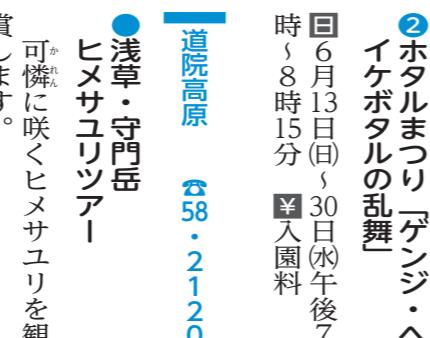 ❷ホタルまつり「ゲンジ・ヘ
イケボタルの乱舞」
日6月13日㈰～30日㈬午後7
時～8時15分 ¥入園料
道院高原 ☎58・2120
●浅草・守門岳
ヒメサユリツアー
可憐に咲くヒメサユリを観
賞します。